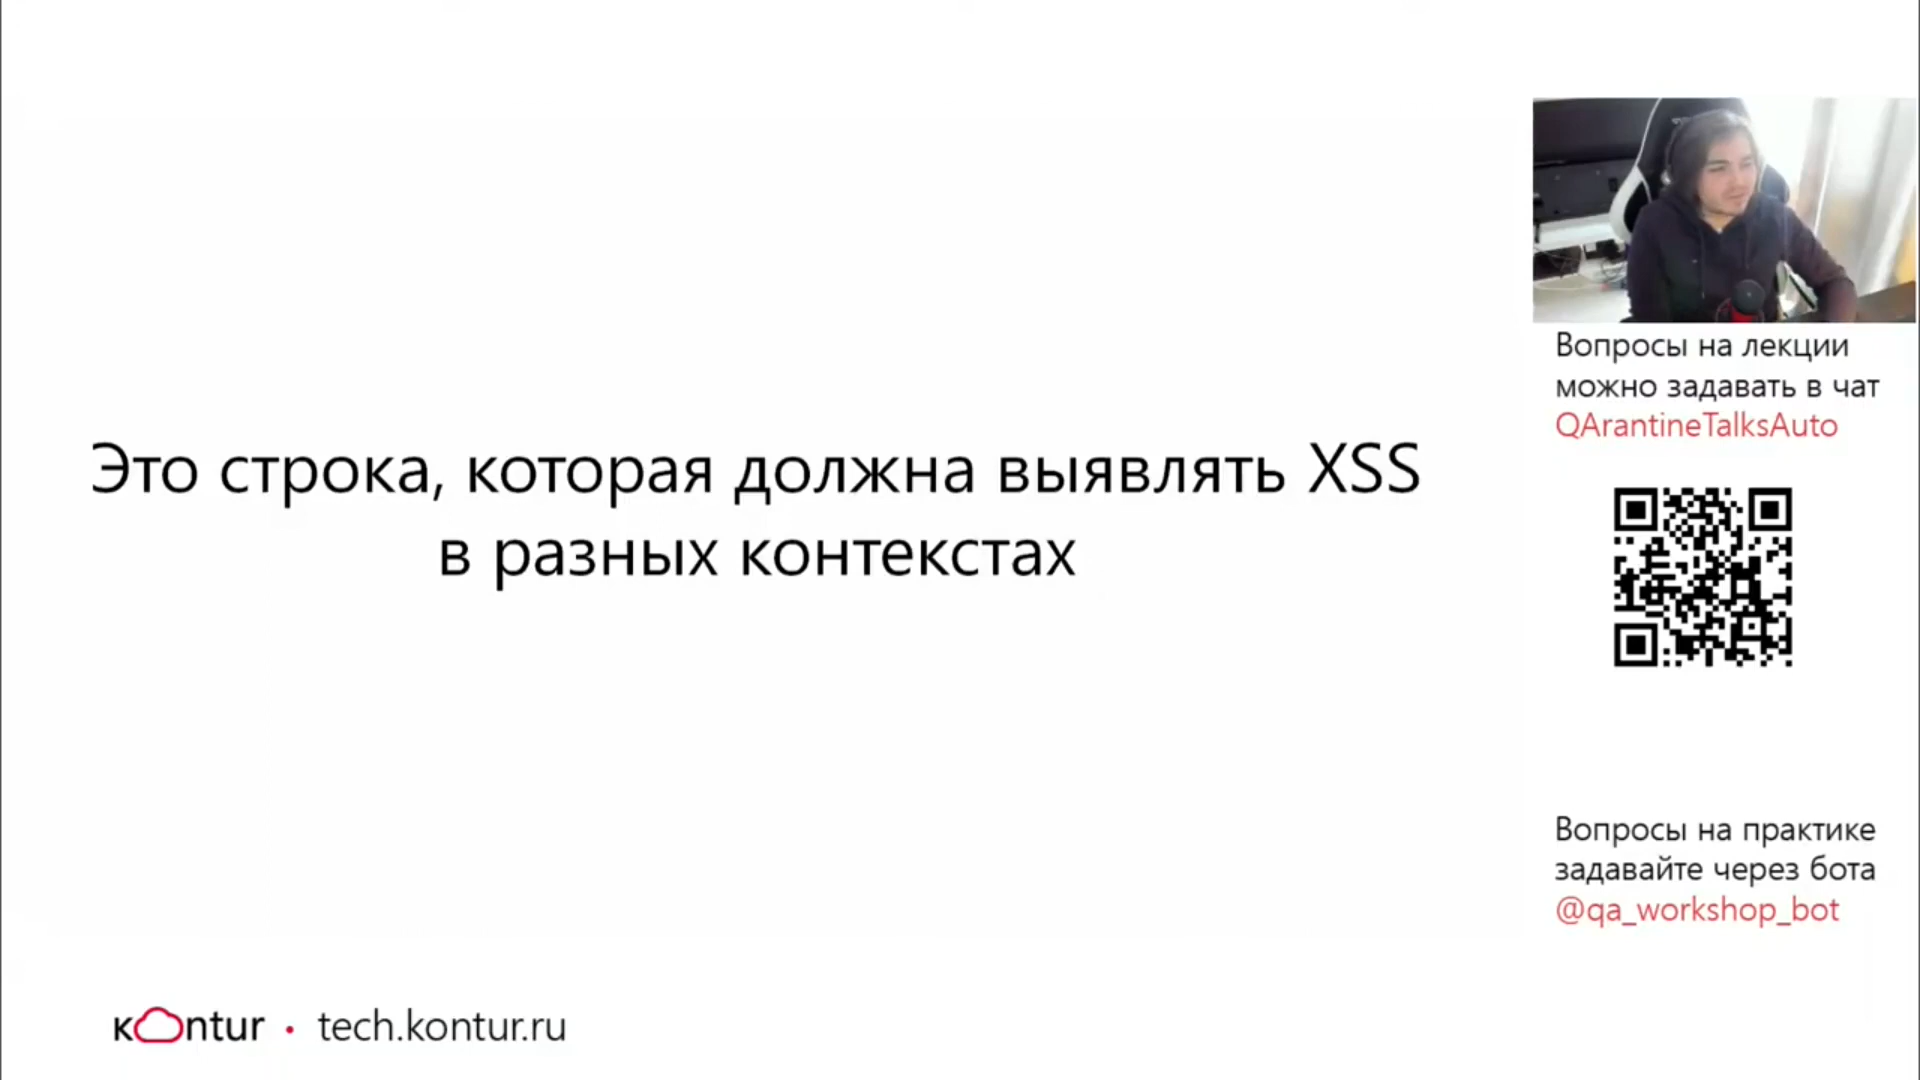 Это строка, которая должна выявлять XSS
в разных контекстах
Вопросы на лекции
можно задавать в чат
QArantineTalksAuto
Вопросы на практике
задавайте через бота
@qa_workshop_bot
кontur • tech.kontur.ru